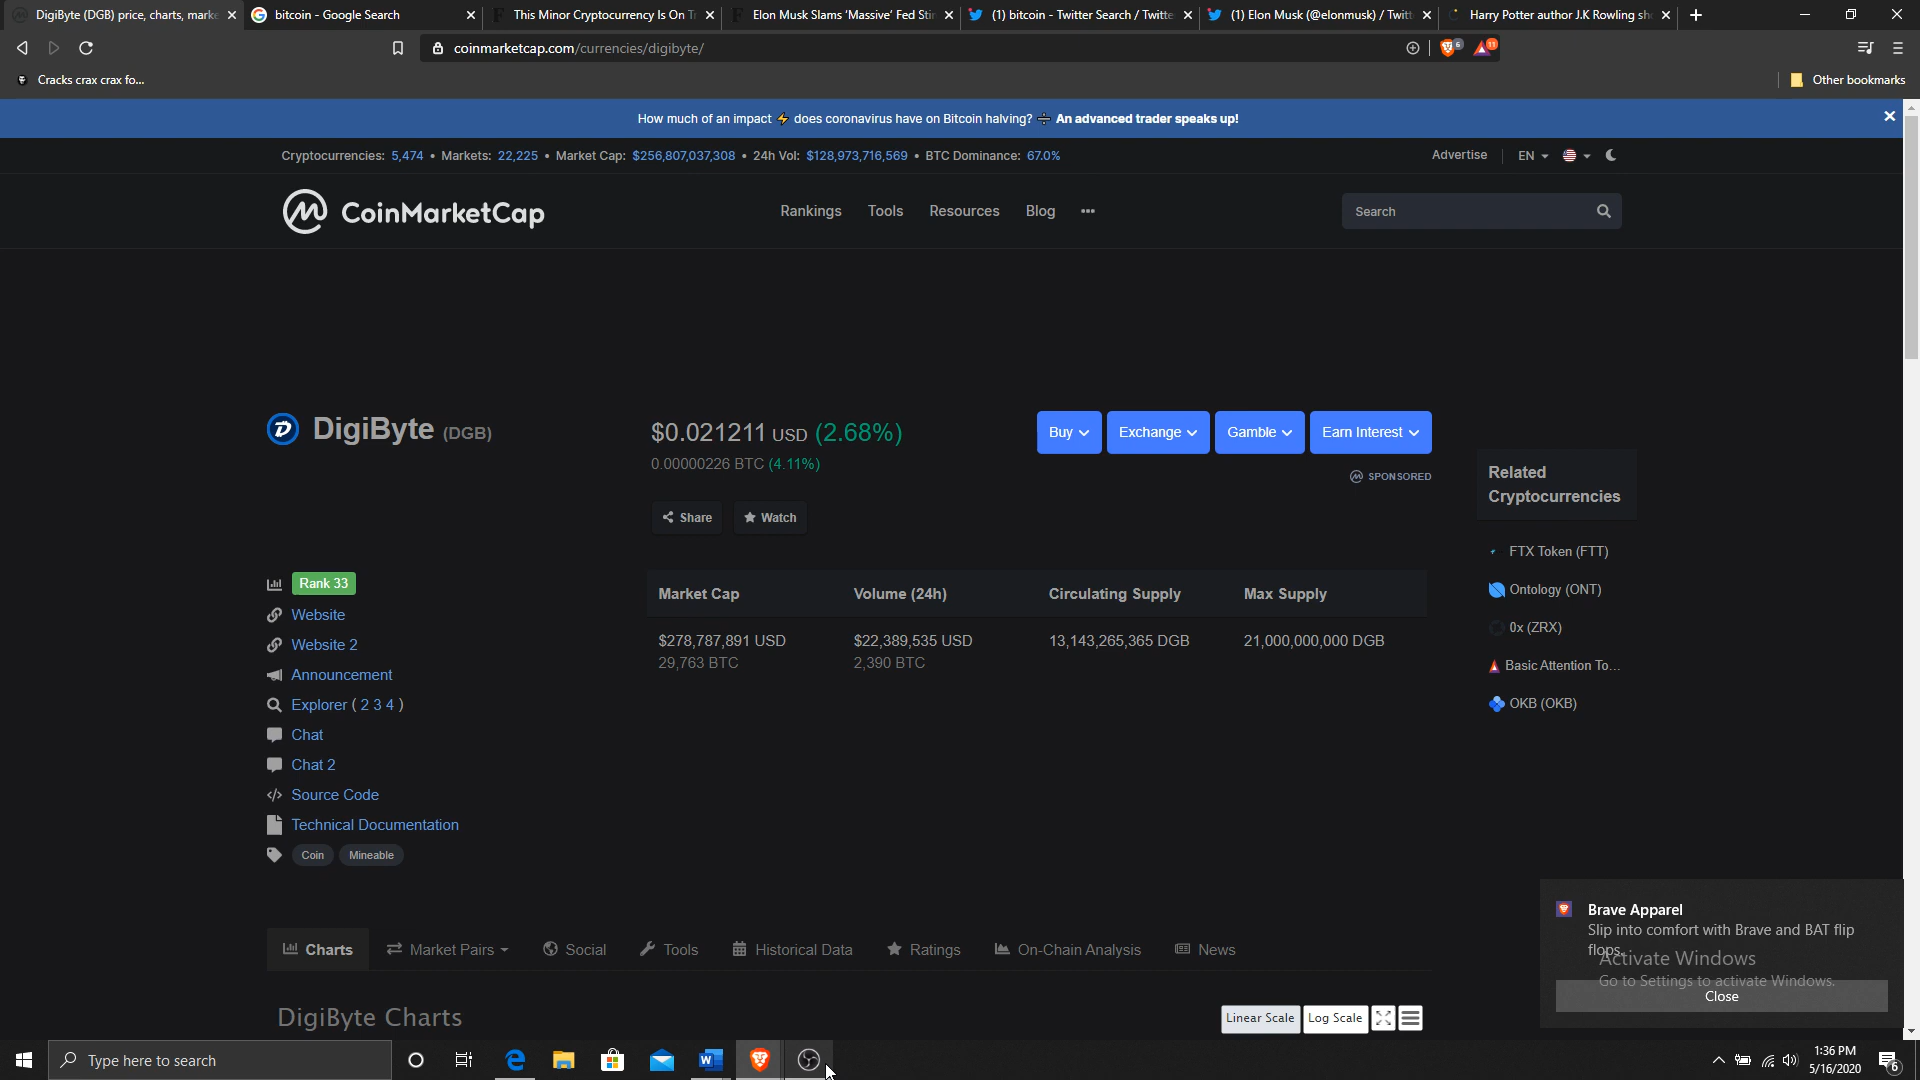 DigiByte (DGB) price, charts, marke
bitcoin - Google Search
This Minor Cryptocurrency Is On Tr
Elon Musk Slams ‘Massive’ Fed Stir
(1) bitcoin - Twitter Search / Twitte
(1) Elon Musk (@elonmusk) / Twitt
Harry Potter author J.K Rowling sh
coinmarketcap.com/currencies/digibyte/
6
11
Cracks crax crax fo...
Other bookmarks
How much of an impact ⚡ does coronavirus have on Bitcoin halving? ➗ An advanced trader speaks up!
Cryptocurrencies: 5,474 • Markets: 22,225 • Market Cap: $256,807,037,308 • 24h Vol: $128,973,716,569 • BTC Dominance: 67.0%
Advertise
EN
CoinMarketCap
Rankings
Tools
Resources
Blog
Search
DigiByte (DGB)
$0.021211 USD (2.68%)
0.00000226 BTC (4.11%)
Buy
Exchange
Gamble
Earn Interest
SPONSORED
Share
Watch
Related
Cryptocurrencies
FTX Token (FTT)
Ontology (ONT)
0x (ZRX)
Basic Attention To...
OKB (OKB)
Rank 33
Website
Website 2
Announcement
Explorer ( 2 3 4 )
Chat
Chat 2
Source Code
Technical Documentation
Coin
Mineable
Market Cap
Volume (24h)
Circulating Supply
Max Supply
$278,787,891 USD
$22,389,535 USD
13,143,265,365 DGB
21,000,000,000 DGB
29,763 BTC
2,390 BTC
Charts
Market Pairs
Social
Tools
Historical Data
Ratings
On-Chain Analysis
News
DigiByte Charts
Linear Scale
Log Scale
Brave Apparel
Slip into comfort with Brave and BAT flip
flops.
Activate Windows
Go to Settings to activate Windows.
Close
Type here to search
1:36 PM
5/16/2020
6